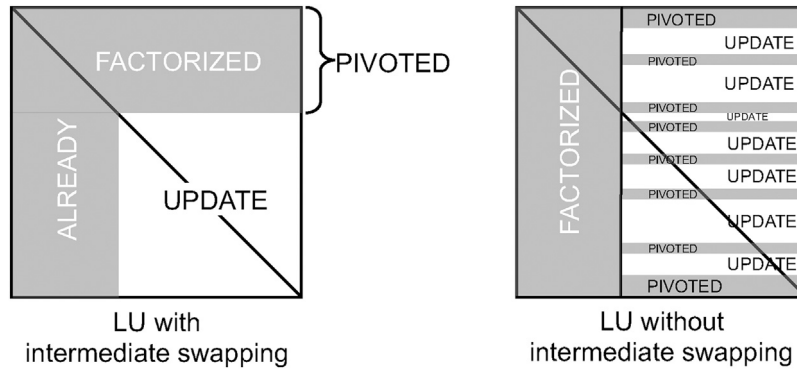 FACTORIZED
PIVOTED
ALREADY
UPDATE
LU with
intermediate swapping
FACTORIZED
PIVOTED
UPDATE
PIVOTED
UPDATE
PIVOTED
UPDATE
PIVOTED
UPDATE
PIVOTED
UPDATE
PIVOTED
UPDATE
PIVOTED
UPDATE
PIVOTED
LU without
intermediate swapping